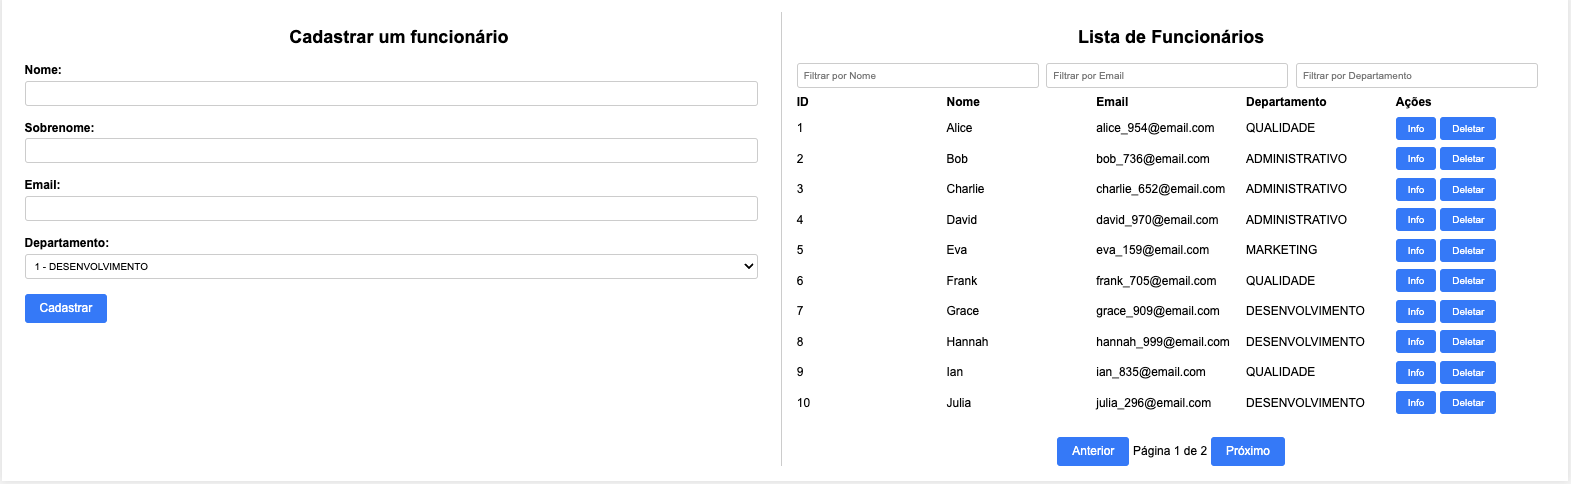 Cadastrar um funcionário
Nome:
Sobrenome:
Email:
Departamento:
1 - DESENVOLVIMENTO
Cadastrar
Lista de Funcionários
Filtrar por Nome Filtrar por Email Filtrar por Departamento
ID Nome Email Departamento Ações
1 Alice alice_954@email.com QUALIDADE Info Deletar
2 Bob bob_736@email.com ADMINISTRATIVO Info Deletar
3 Charlie charlie_652@email.com ADMINISTRATIVO Info Deletar
4 David david_970@email.com ADMINISTRATIVO Info Deletar
5 Eva eva_159@email.com MARKETING Info Deletar
6 Frank frank_705@email.com QUALIDADE Info Deletar
7 Grace grace_909@email.com DESENVOLVIMENTO Info Deletar
8 Hannah hannah_999@email.com DESENVOLVIMENTO Info Deletar
9 Ian ian_835@email.com QUALIDADE Info Deletar
10 Julia julia_296@email.com DESENVOLVIMENTO Info Deletar
Anterior Página 1 de 2 Próximo